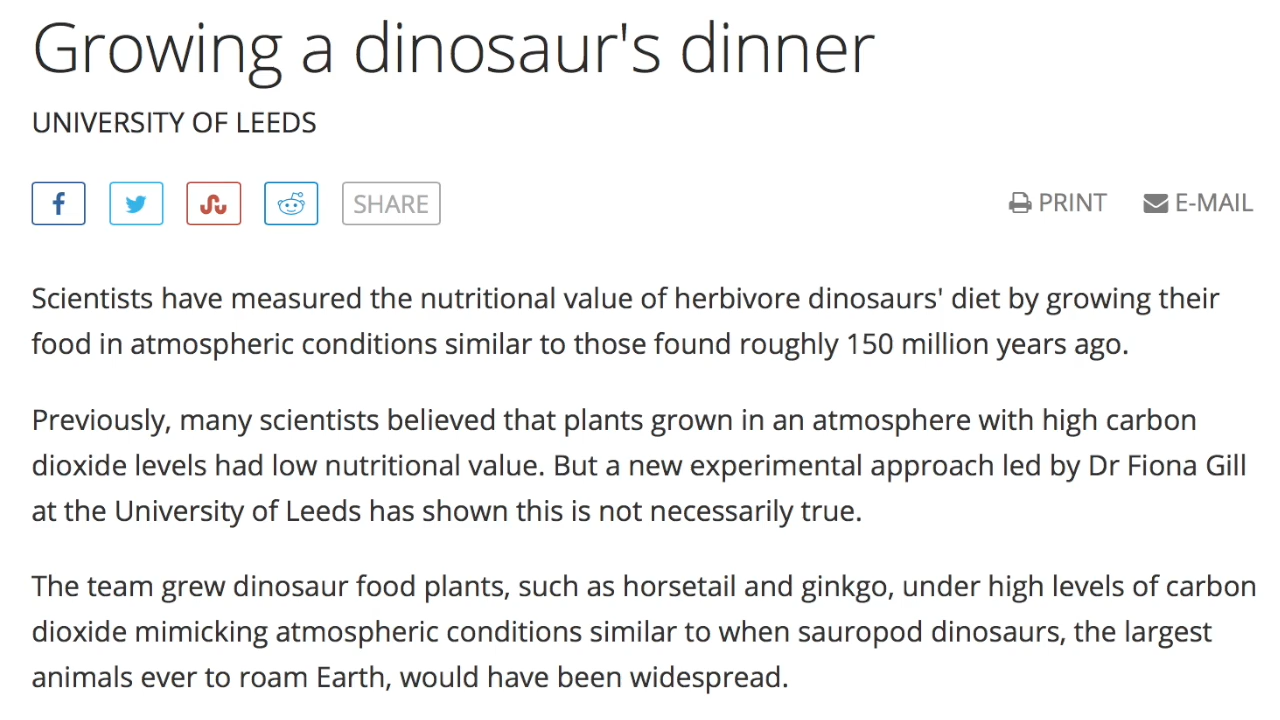 Growing a dinosaur's dinner
UNIVERSITY OF LEEDS
SHARE
PRINT
E-MAIL
Scientists have measured the nutritional value of herbivore dinosaurs' diet by growing their
food in atmospheric conditions similar to those found roughly 150 million years ago.
Previously, many scientists believed that plants grown in an atmosphere with high carbon
dioxide levels had low nutritional value. But a new experimental approach led by Dr Fiona Gill
at the University of Leeds has shown this is not necessarily true.
The team grew dinosaur food plants, such as horsetail and ginkgo, under high levels of carbon
dioxide mimicking atmospheric conditions similar to when sauropod dinosaurs, the largest
animals ever to roam Earth, would have been widespread.